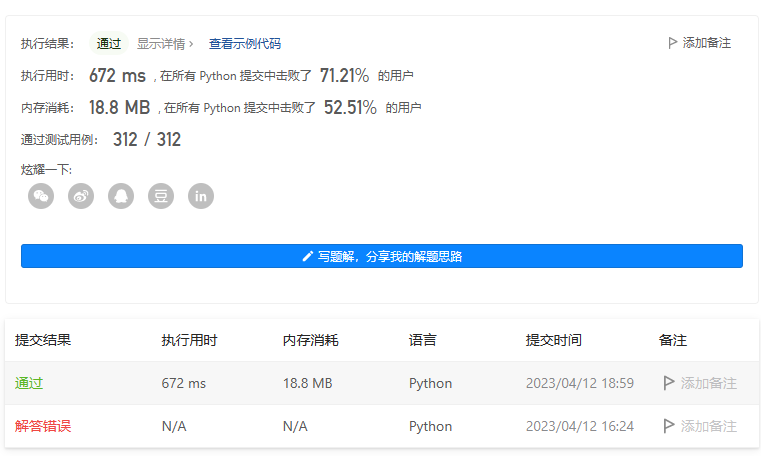 执行结果： 通过 显示详情 › 查看示例代码 添加备注
执行用时： 672 ms , 在所有 Python 提交中击败了 71.21% 的用户
内存消耗： 18.8 MB , 在所有 Python 提交中击败了 52.51% 的用户
通过测试用例： 312 / 312
炫耀一下:
豆 in
写题解，分享我的解题思路
提交结果 执行用时 内存消耗 语言 提交时间 备注
通过 672 ms 18.8 MB Python 2023/04/12 18:59 添加备注
解答错误 N/A N/A Python 2023/04/12 16:24 添加备注